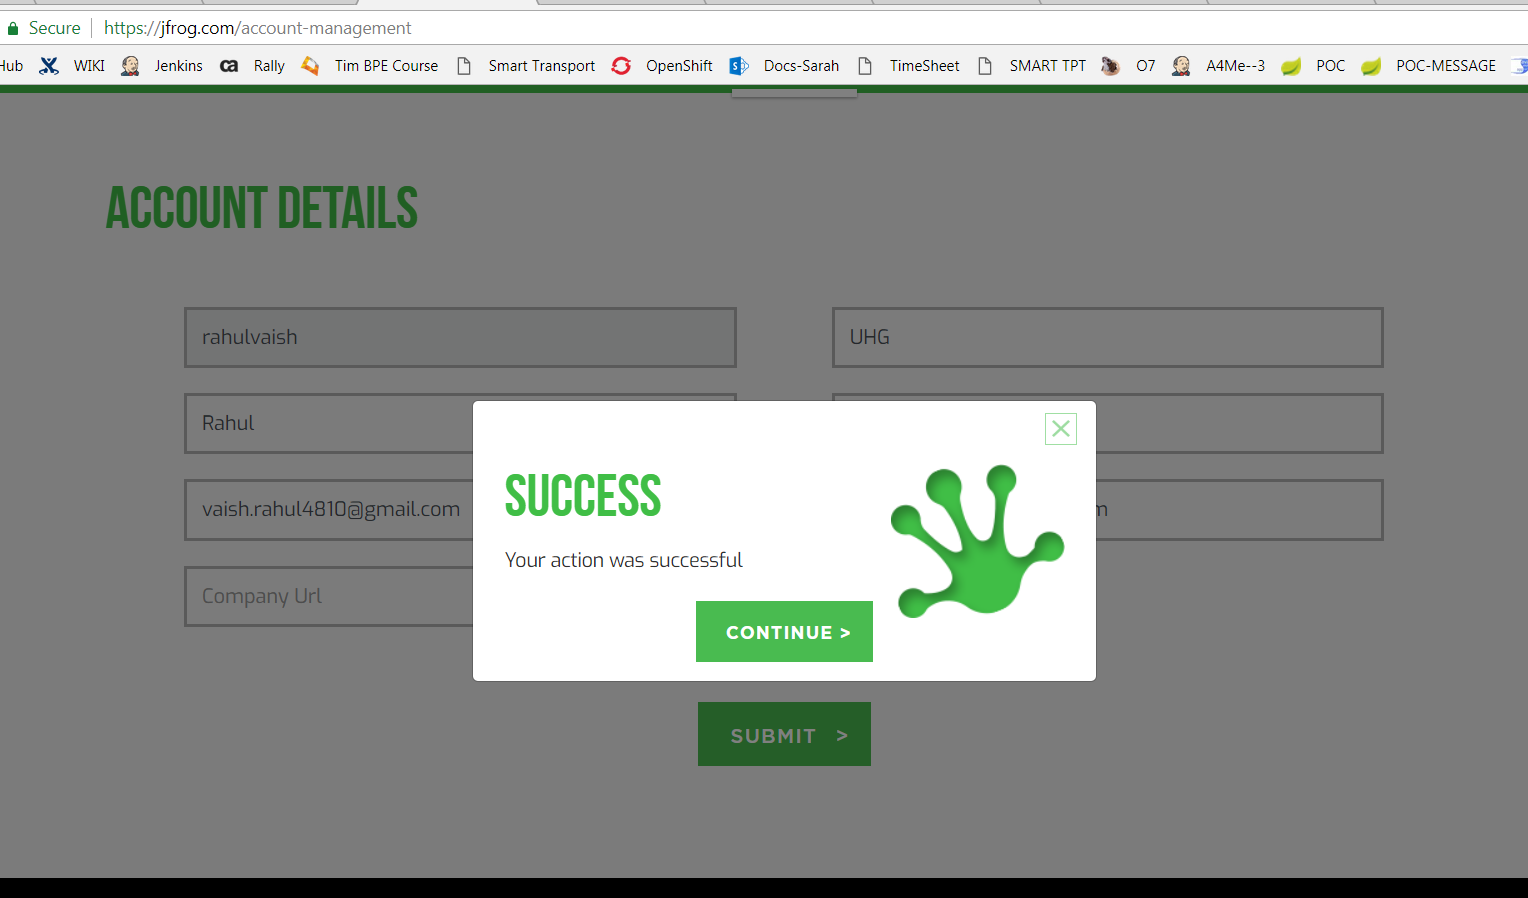 Secure https://jfrog.com/account-management
Hub WIKI Jenkins ca Rally Tim BPE Course Smart Transport OpenShift Docs-Sarah TimeSheet SMART TPT O7 A4Me--3 POC POC-MESSAGE
ACCOUNT DETAILS
rahulvaish UHG
Rahul
SUCCESS
vaish.rahul4810@gmail.com m
Your action was successful
Company Url
CONTINUE >
SUBMIT >